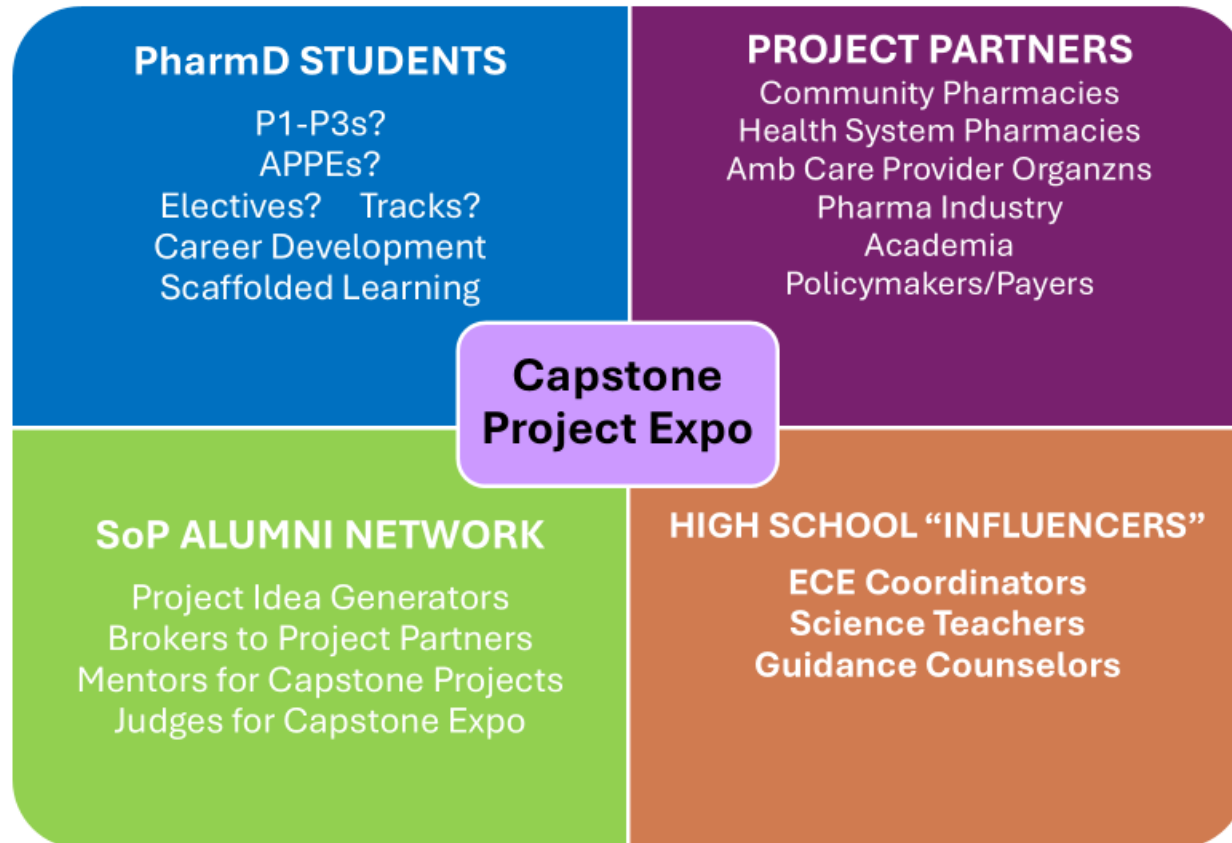 PharmD STUDENTS
P1-P3s?
APPEs?
Electives? Tracks?
Career Development
Scaffolded Learning
PROJECT PARTNERS
Community Pharmacies
Health System Pharmacies
Amb Care Provider Organzns
Pharma Industry
Academia
Policymakers/Payers
Capstone
Project Expo
SoP ALUMNI NETWORK
Project Idea Generators
Brokers to Project Partners
Mentors for Capstone Projects
Judges for Capstone Expo
HIGH SCHOOL “INFLUENCERS”
ECE Coordinators
Science Teachers
Guidance Counselors